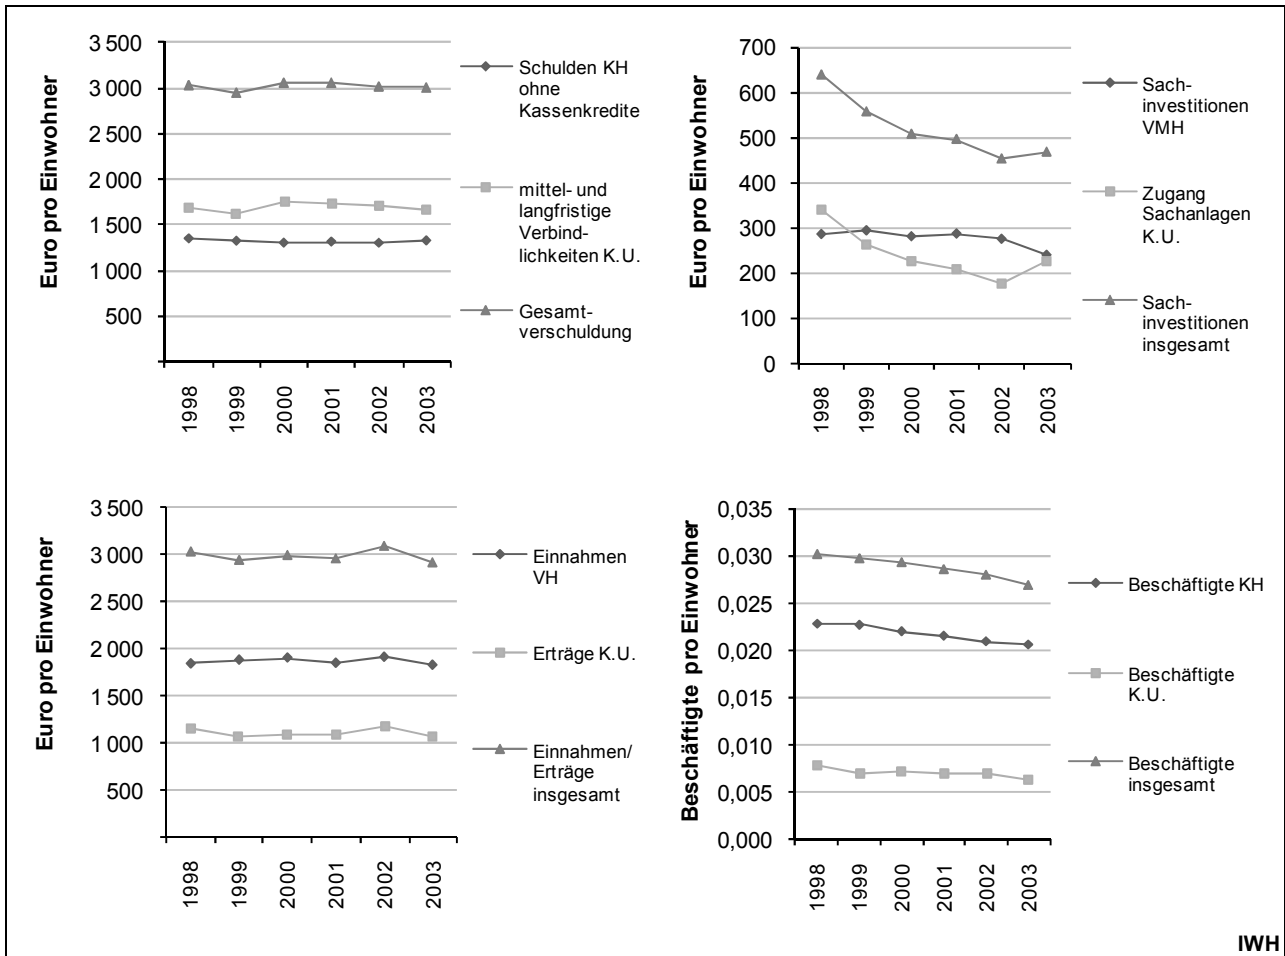 3 500
3 000
2 500
2 000
1 500
1 000
500
Euro pro Einwohner
1998
1999
2000
2001
2002
2003
Schulden KH
ohne
Kassenkredite
mittel- und
langfristige
Verbind-
lichkeiten K.U.
Gesamt-
verschuldung
700
600
500
400
300
200
100
0
Euro pro Einwohner
1998
1999
2000
2001
2002
2003
Sach-
investitionen
VMH
Zugang
Sachanlagen
K.U.
Sach-
investitionen
insgesamt
3 500
3 000
2 500
2 000
1 500
1 000
500
Euro pro Einwohner
1998
1999
2000
2001
2002
2003
Einnahmen
VH
Erträge K.U.
Einnahmen/
Erträge
insgesamt
0,035
0,030
0,025
0,020
0,015
0,010
0,005
0,000
Beschäftigte pro Einwohner
1998
1999
2000
2001
2002
2003
Beschäftigte KH
Beschäftigte
K.U.
Beschäftigte
insgesamt
IWH